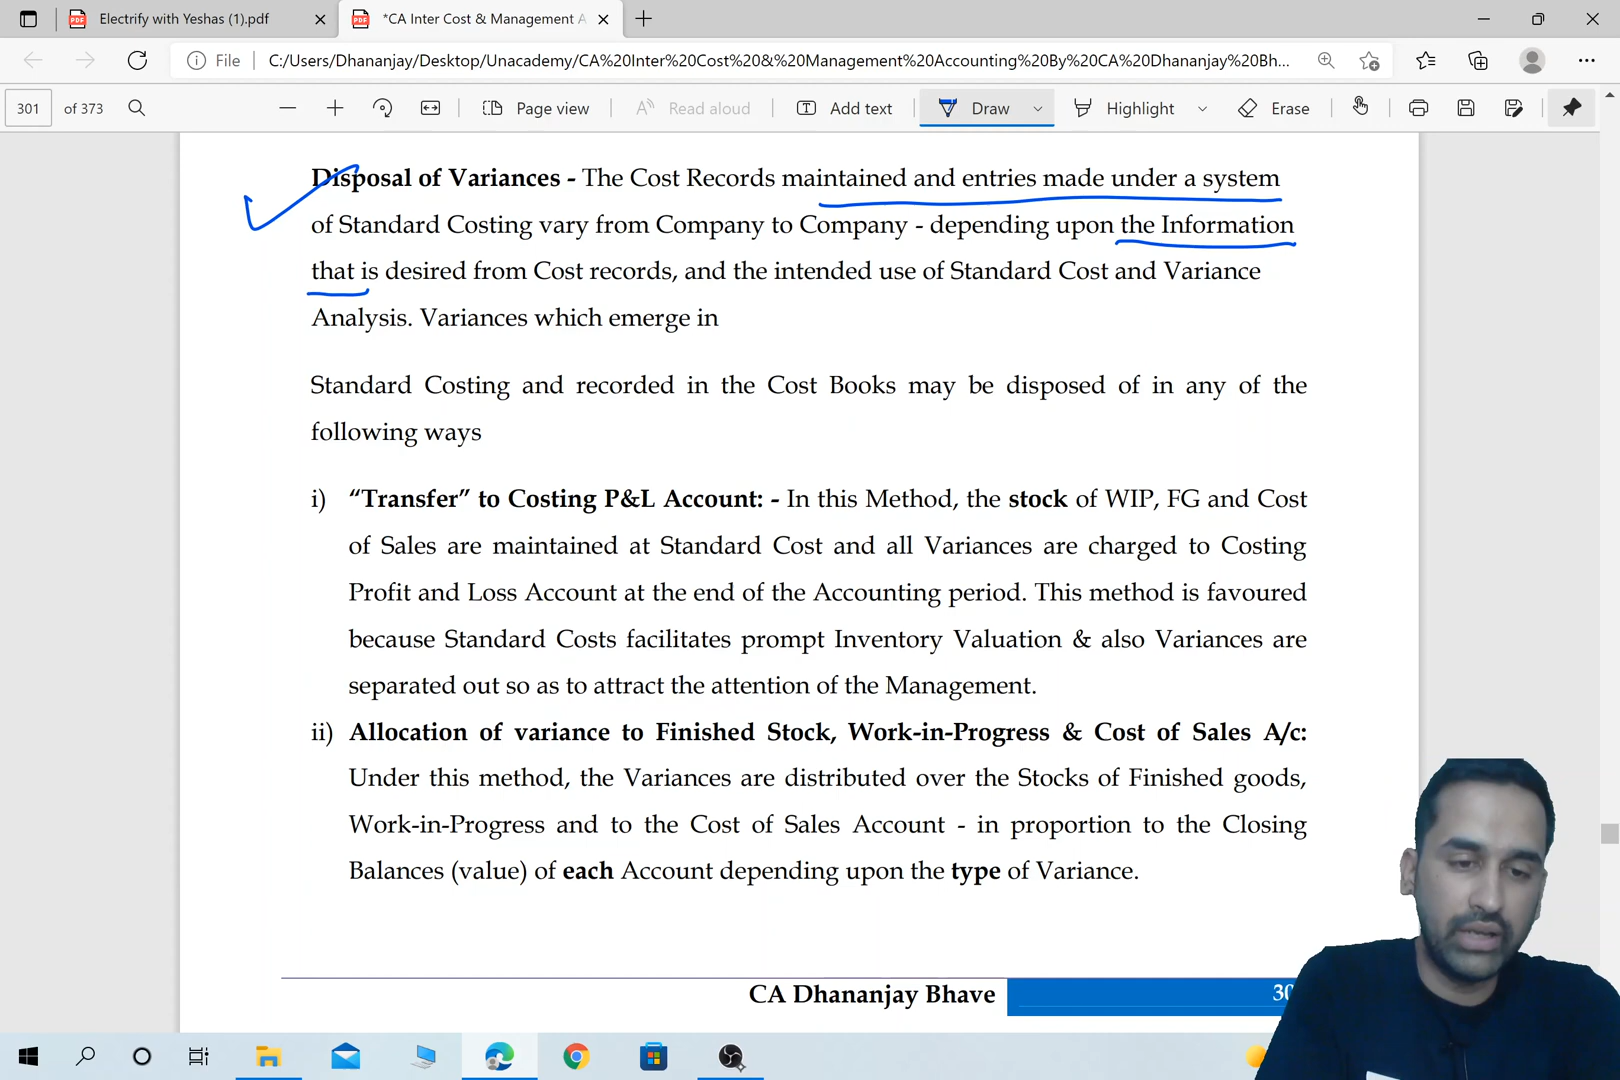 Electrify with Yeshas (1).pdf
*CA Inter Cost & Management A
File
C:/Users/Dhananjay/Desktop/Unacademy/CA%20Inter%20Cost%20&%20Management%20Accounting%20By%20CA%20Dhananjay%20Bh...
301 of 373
Page view
Read aloud
Add text
Draw
Highlight
Erase
Disposal of Variances - The Cost Records maintained and entries made under a system
of Standard Costing vary from Company to Company - depending upon the Information
that is desired from Cost records, and the intended use of Standard Cost and Variance
Analysis. Variances which emerge in
Standard Costing and recorded in the Cost Books may be disposed of in any of the
following ways
i) “Transfer” to Costing P&L Account: - In this Method, the stock of WIP, FG and Cost
of Sales are maintained at Standard Cost and all Variances are charged to Costing
Profit and Loss Account at the end of the Accounting period. This method is favoured
because Standard Costs facilitates prompt Inventory Valuation & also Variances are
separated out so as to attract the attention of the Management.
ii) Allocation of variance to Finished Stock, Work-in-Progress & Cost of Sales A/c:
Under this method, the Variances are distributed over the Stocks of Finished goods,
Work-in-Progress and to the Cost of Sales Account - in proportion to the Closing
Balances (value) of each Account depending upon the type of Variance.
CA Dhananjay Bhave